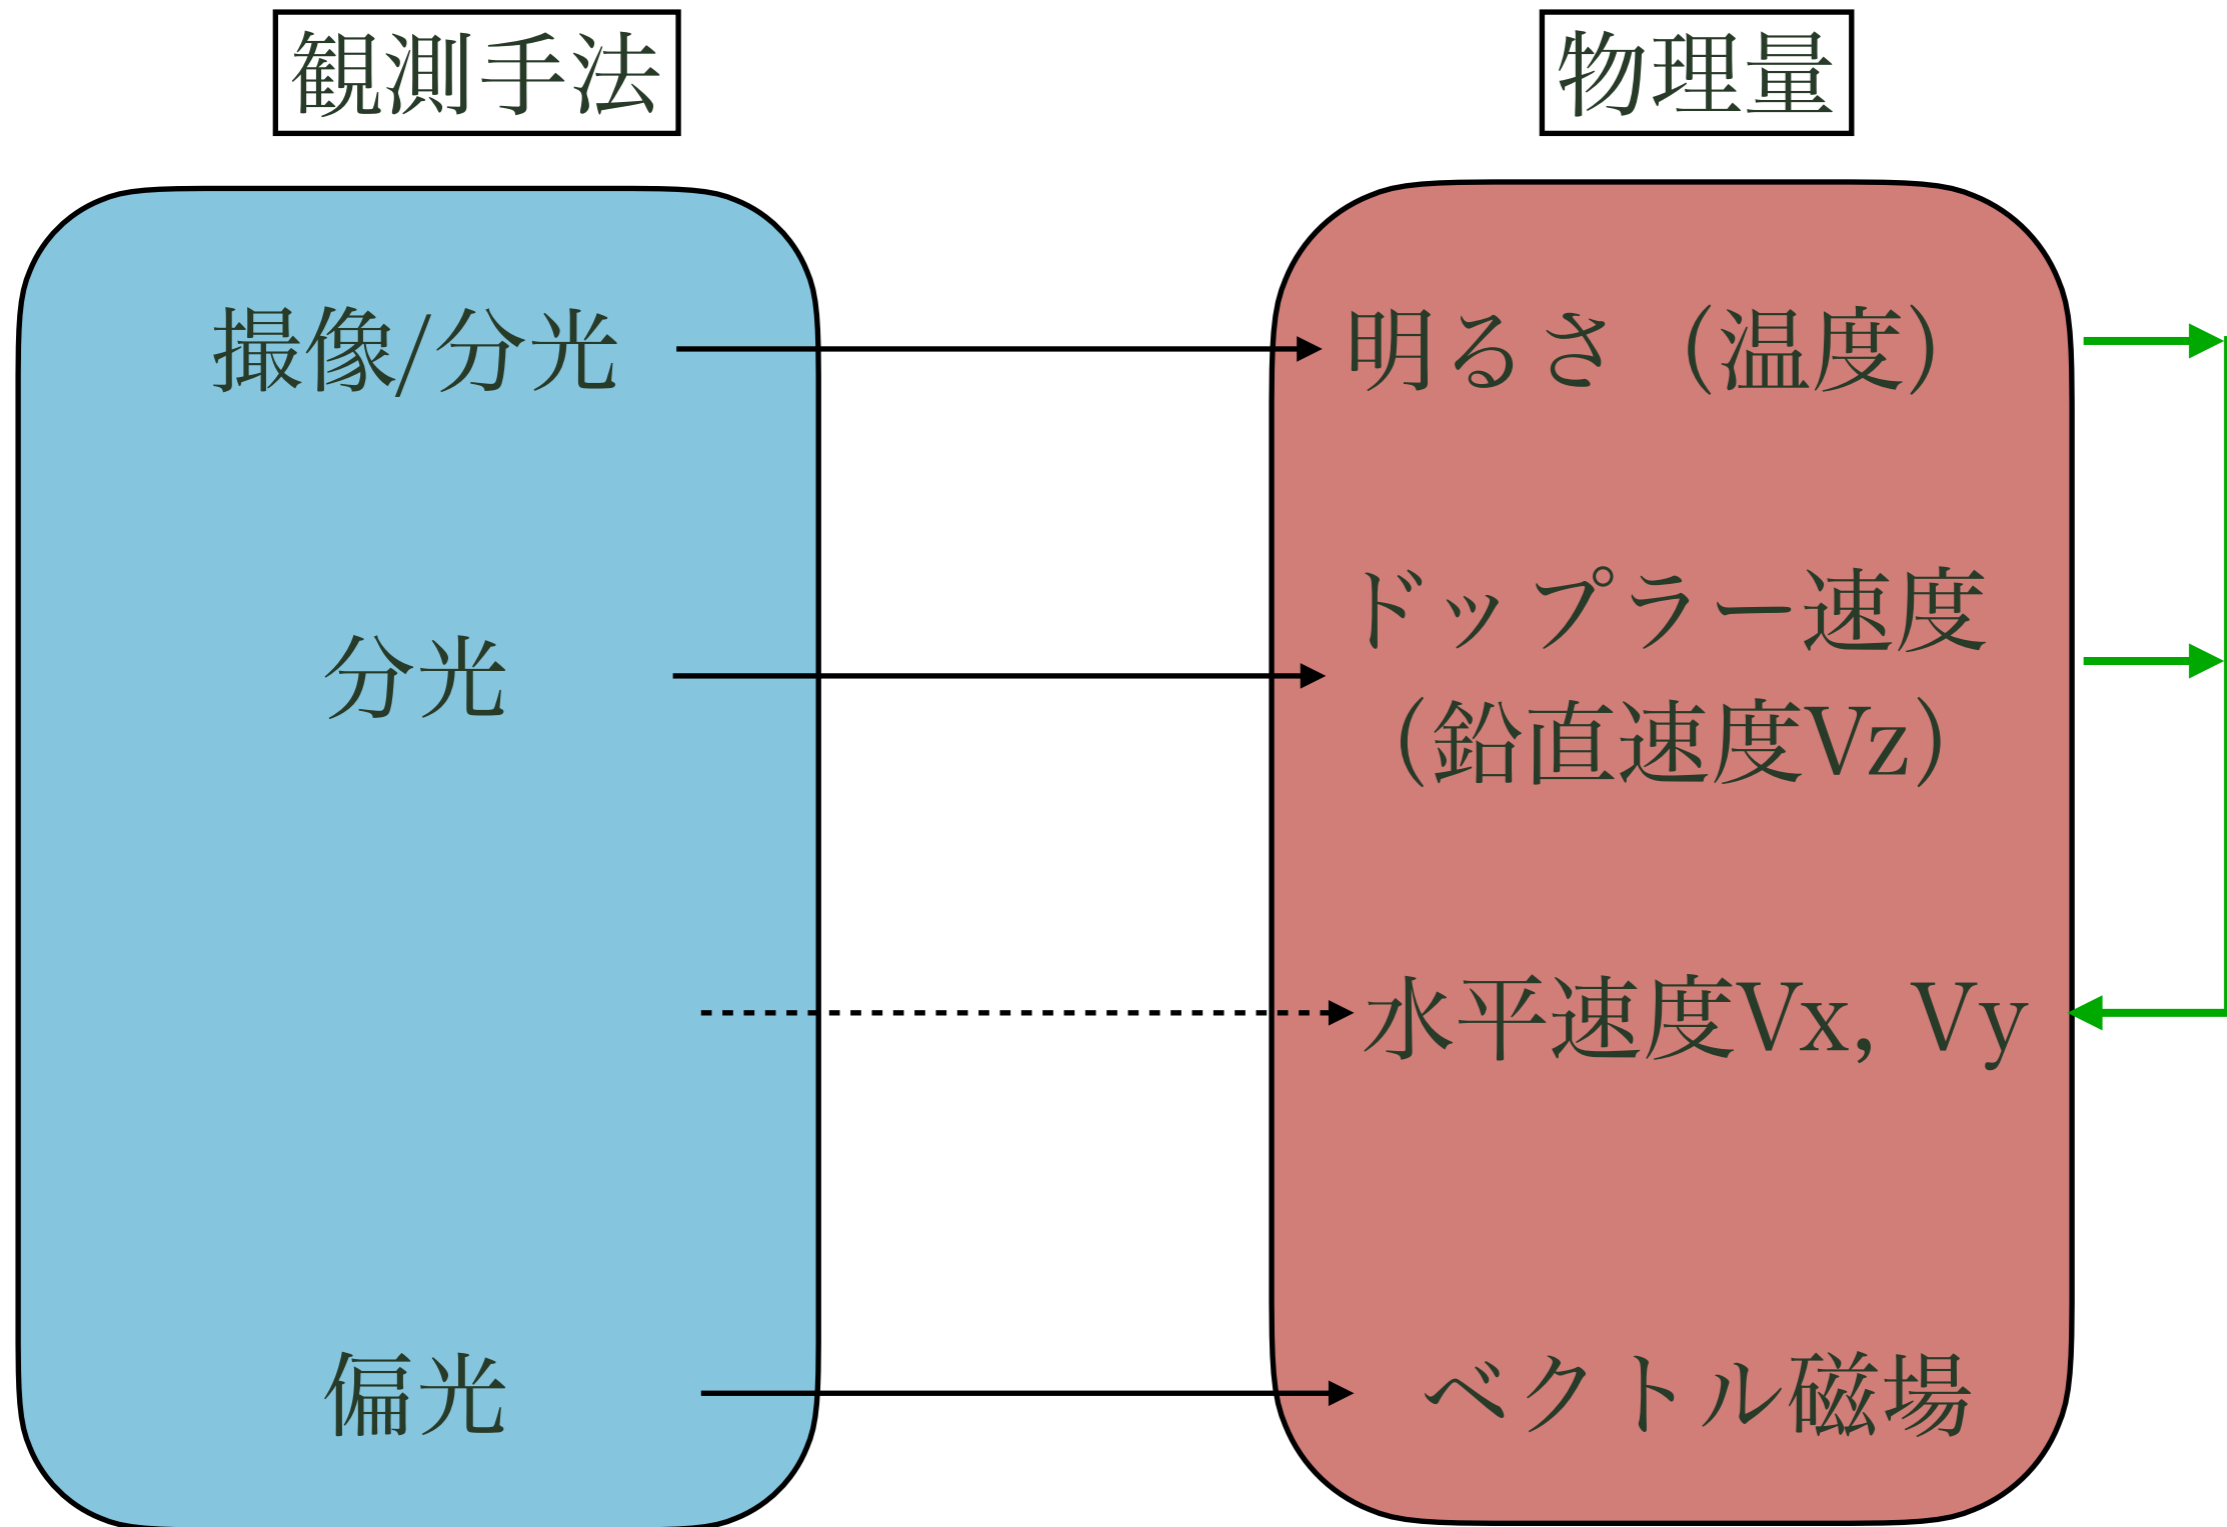 観測手法
物理量
撮像/分光
明るさ（温度）
分光
ドップラー速度
（鉛直速度Vz）
水平速度Vx, Vy
偏光
ベクトル磁場